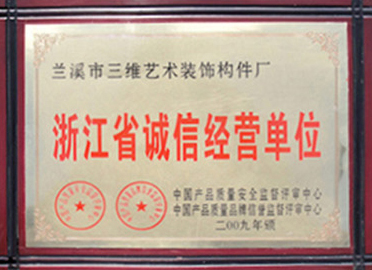 兰溪市三维艺术装饰构件厂
浙江省诚信经营单位
中国产品质量安全监督评审中心
中国产品质量品牌信誉监督评审中心
二00九年颁